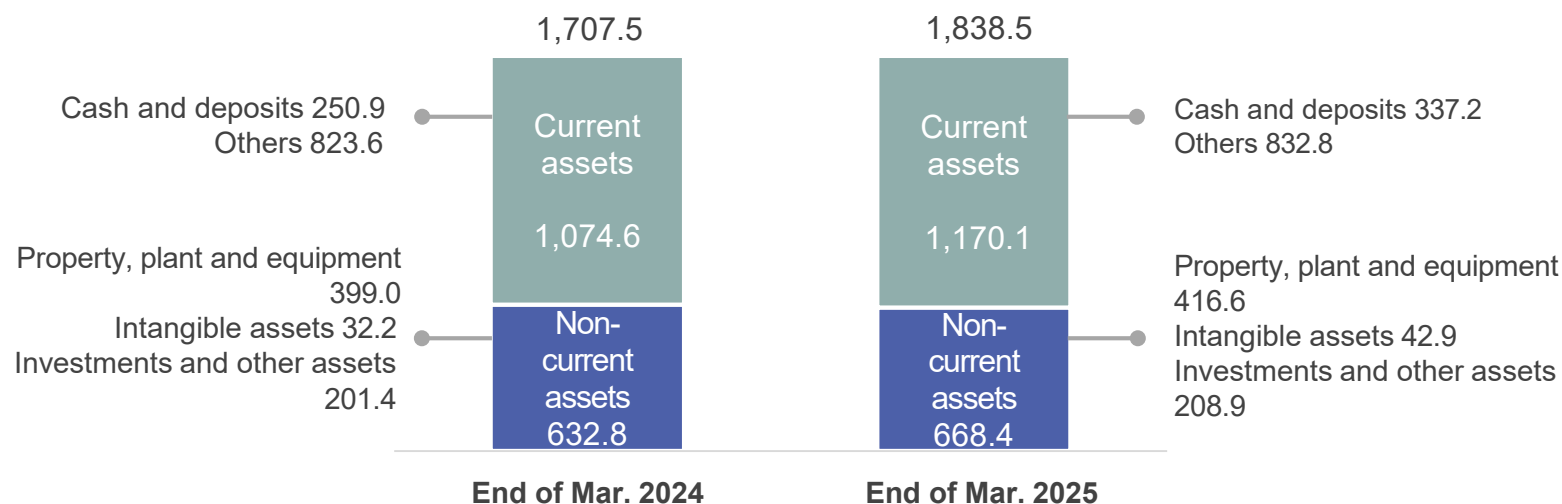 1,707.5
Cash and deposits 250.9
Others 823.6
Current
assets
1,074.6
Property, plant and equipment
399.0
Intangible assets 32.2
Investments and other assets
201.4
Non-
current
assets
632.8
End of Mar. 2024
1,838.5
Current
assets
1,170.1
Cash and deposits 337.2
Others 832.8
Non-
current
assets
668.4
Property, plant and equipment
416.6
Intangible assets 42.9
Investments and other assets
208.9
End of Mar. 2025